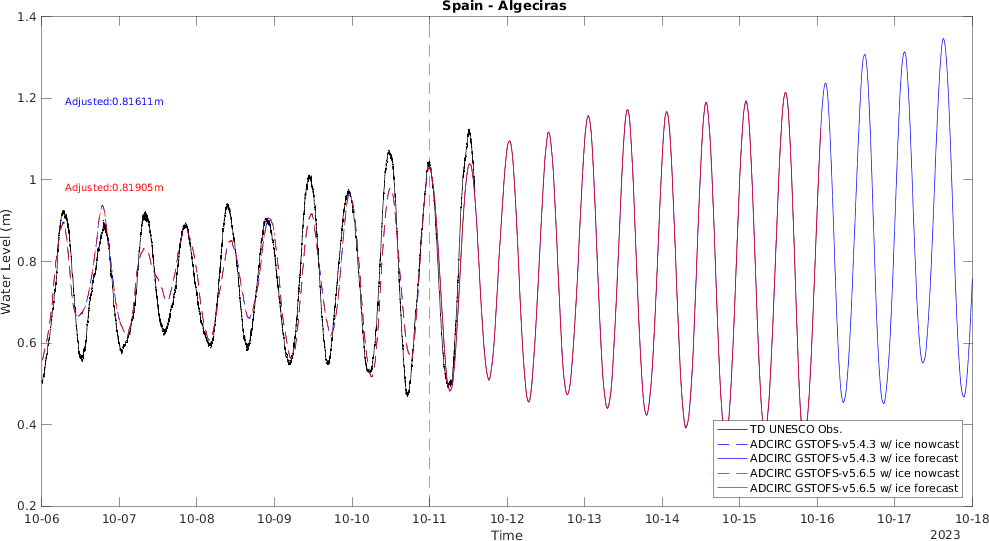 Spain - Algeciras
1.4
1.2
1
0.8
0.6
0.4
0.2
Water Level (m)
Adjusted:0.81611m
Adjusted:0.81905m
TD UNESCO Obs.
ADCIRC GSTOFS-v5.4.3 w/ ice nowcast
ADCIRC GSTOFS-v5.4.3 w/ ice forecast
ADCIRC GSTOFS-v5.6.5 w/ ice nowcast
ADCIRC GSTOFS-v5.6.5 w/ ice forecast
10-06 10-07 10-08 10-09 10-10 10-11 10-12 10-13 10-14 10-15 10-16 10-17 10-18
Time
2023